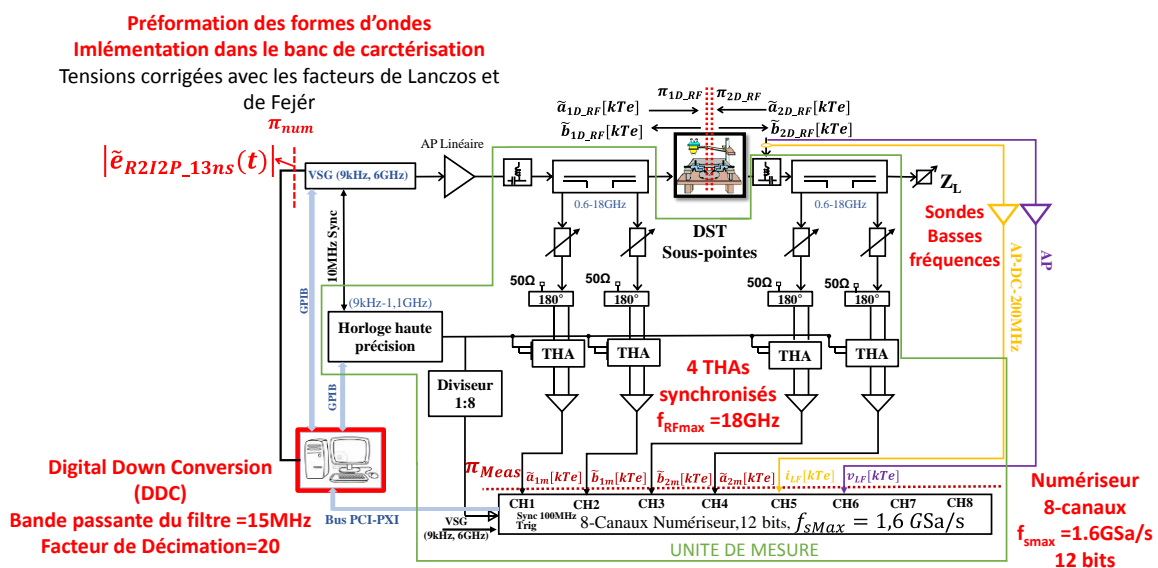 Préformation des formes d'ondes
Imlémentation dans le banc de carctérisation
Tensions corrigées avec les facteurs de Lanczos et
de Fejér
π_num
|ẽ_R2I2P_13ns(t)|
VSG (9kHz, 6GHz)
AP Linéaire
ã_1D_RF[kTe]
π_1D_RF
π_2D_RF
ã_2D_RF[kTe]
b̃_1D_RF[kTe]
b̃_2D_RF[kTe]
0.6-18GHz
DST
Sous-pointes
0.6-18GHz
Z_L
Sondes
Basses
fréquences
AP-DC-200MHz
AP
GPIB
10MHz Sync
(9kHz-1,1GHz)
Horloge haute
précision
GPIB
50Ω
180°
50Ω
180°
50Ω
180°
50Ω
180°
THA
THA
THA
THA
Diviseur
1:8
4 THAs
synchronisés
f_RFmax =18GHz
Digital Down Conversion
(DDC)
Bande passante du filtre =15MHz
Facteur de Décimation=20
Bus PCI-PXI
π_Meas
ã_1m[kTe]
b̃_1m[kTe]
b̃_2m[kTe]
ã_2m[kTe]
i_LF[kTe]
v_LF[kTe]
CH1
CH2
CH3
CH4
CH5
CH6
CH7
CH8
Sync 100MHz
Trig
8-Canaux Numériseur,12 bits, f_sMax = 1,6 GSa/s
VSG
(9kHz, 6GHz)
UNITE DE MESURE
Numériseur
8-canaux
f_smax =1.6GSa/s
12 bits